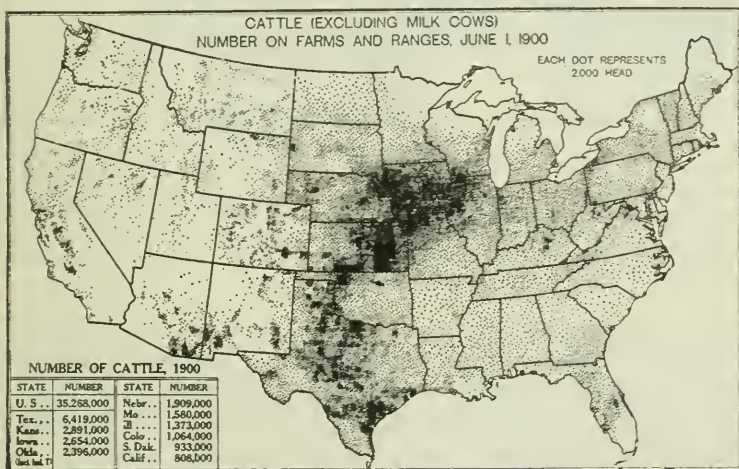 CATTLE (EXCLUDING MILK COWS)
NUMBER ON FARMS AND RANGES, JUNE 1, 1900
EACH DOT REPRESENTS
2,000 HEAD
NUMBER OF CATTLE, 1900
STATE NUMBER STATE NUMBER
U. S .. 35,268,000 Nebr.. 1,909,000
Tex... 6,419,000 Mo .. 1,580,000
Kans.. 2,891,000 Ill ... 1,373,000
Iowa.. 2,654,000 Colo .. 1,064,000
Okla,. 2,396,000 S. Dak. 933,000
Calif.. 808,000